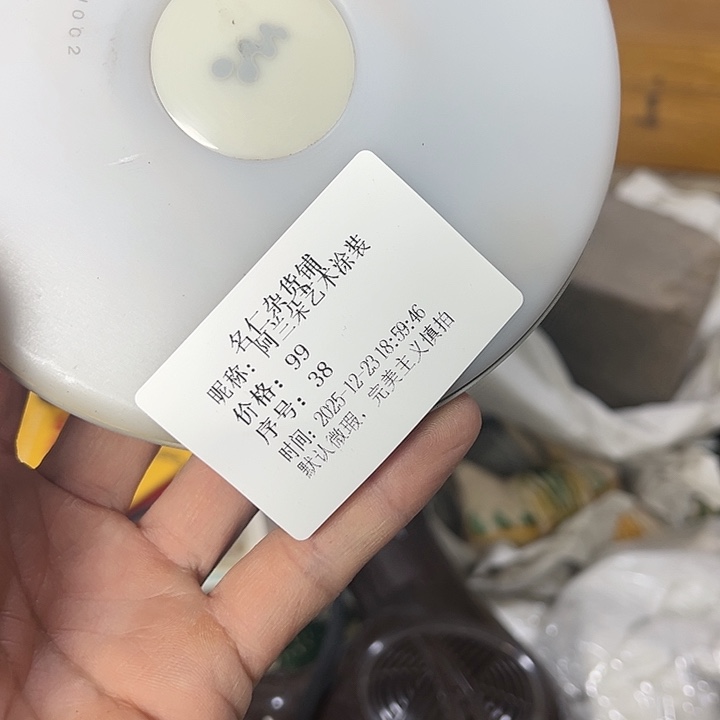 名仁杂货铺
昵称：阿三朵艺术涂装
价格：99
序号：38
时间：2025-12-23 18:59:46
默认微瑕，完美主义慎拍